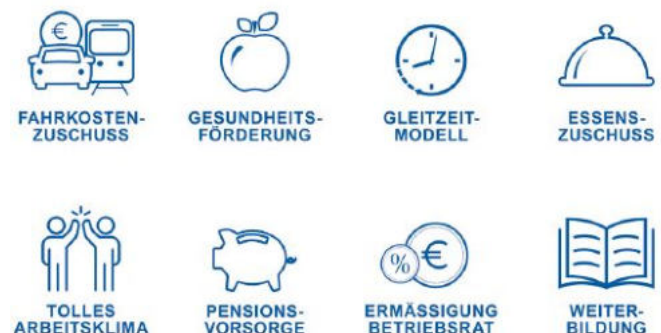 €
FAHRKOSTEN-
ZUSCHUSS
GESUNDHEITS-
FÖRDERUNG
GLEITZEIT-
MODELL
ESSENS-
ZUSCHUSS
TOLLES
ARBEITSKLIMA
PENSIONS-
VORSORGE
% €
ERMÄSSIGUNG
BETRIEBSRAT
WEITER-
BILDUNG